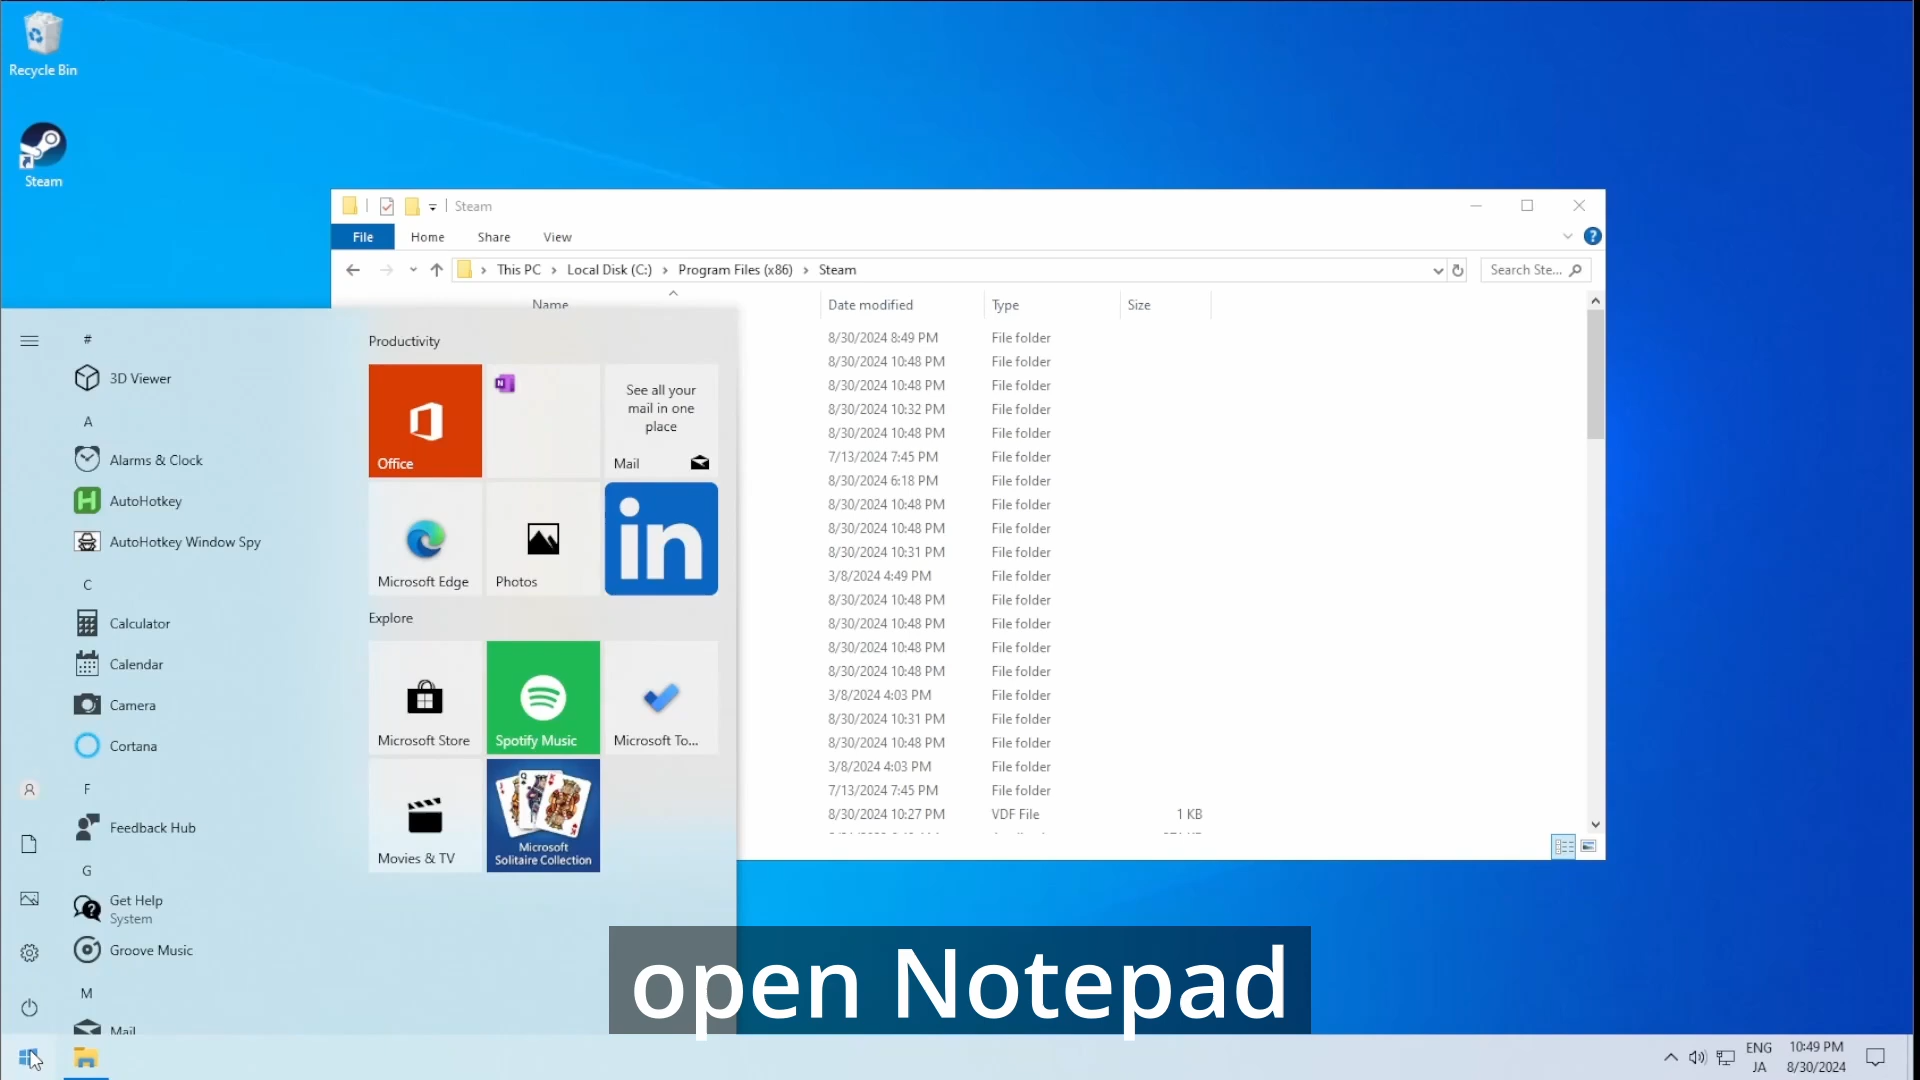 Recycle Bin
Steam
Steam
File
Home
Share
View
This PC
Local Disk (C:)
Program Files (x86)
Steam
Search Ste...
Name
Date modified
Type
Size
8/30/2024 8:49 PM File folder
8/30/2024 10:48 PM File folder
8/30/2024 10:48 PM File folder
8/30/2024 10:32 PM File folder
8/30/2024 10:48 PM File folder
7/13/2024 7:45 PM File folder
8/30/2024 6:18 PM File folder
8/30/2024 10:48 PM File folder
8/30/2024 10:48 PM File folder
8/30/2024 10:31 PM File folder
3/8/2024 4:49 PM File folder
8/30/2024 10:48 PM File folder
8/30/2024 10:48 PM File folder
8/30/2024 10:48 PM File folder
8/30/2024 10:48 PM File folder
3/8/2024 4:03 PM File folder
8/30/2024 10:31 PM File folder
8/30/2024 10:48 PM File folder
3/8/2024 4:03 PM File folder
7/13/2024 7:45 PM File folder
8/30/2024 10:27 PM VDF File 1 KB
#
3D Viewer
A
Alarms & Clock
AutoHotkey
AutoHotkey Window Spy
C
Calculator
Calendar
Camera
Cortana
F
Feedback Hub
G
Get Help
System
Groove Music
M
Mail
Productivity
Office
N
See all your
mail in one
place
Mail
Microsoft Edge
Photos
in
Explore
Microsoft Store
Spotify Music
Microsoft To...
Movies & TV
Microsoft
Solitaire Collection
open Notepad
ENG
JA
10:49 PM
8/30/2024